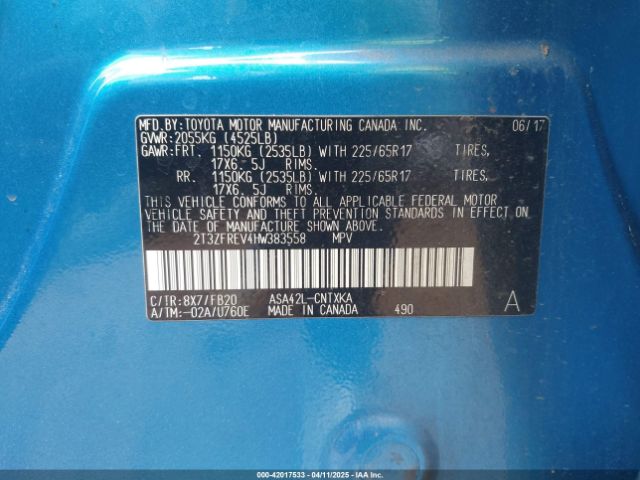 MFD.BY:TOYOTA MOTOR MANUFACTURING CANADA INC. 06/17
GVWR:2055KG (4525LB)
GAWR:FRT. 1150KG (2535LB) WITH 225/65R17 TIRES,
17X6.5J RIMS.
RR. 1150KG (2535LB) WITH 225/65R17 TIRES,
17X6.5J RIMS.
THIS VEHICLE CONFORMS TO ALL APPLICABLE FEDERAL MOTOR
VEHICLE SAFETY AND THEFT PREVENTION STANDARDS IN EFFECT
ON THE DATE OF MANUFACTURE SHOWN ABOVE.
2T3ZFREV4HW383558 MPV
C/TR:8X7/FB20 ASA42L-CNTXKA
A/TM:-02A/U760E MADE IN CANADA 490 A
000-42017533 - 04/11/2025 - IAAI.COM